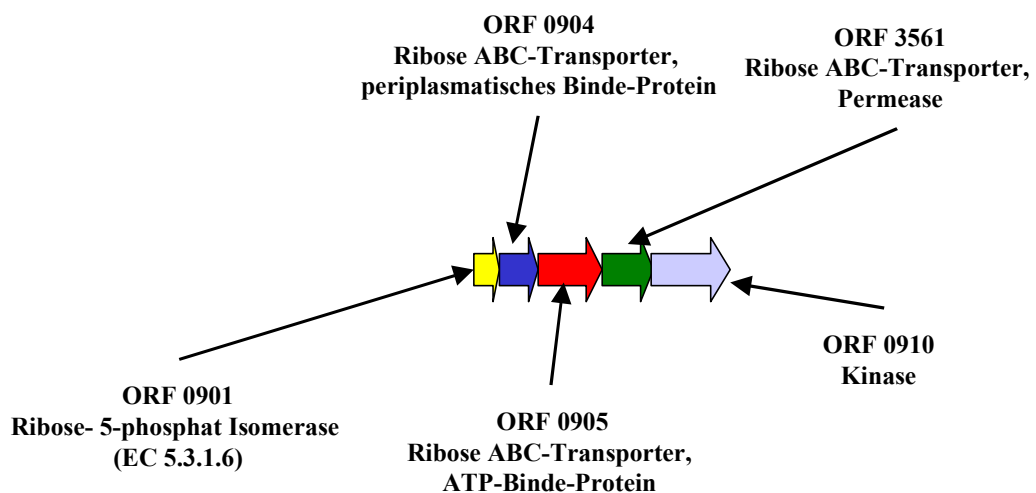 ORF 0904
Ribose ABC-Transporter,
periplasmatisches Binde-Protein
ORF 3561
Ribose ABC-Transporter,
Permease
ORF 0901
Ribose- 5-phosphat Isomerase
(EC 5.3.1.6)
ORF 0905
Ribose ABC-Transporter,
ATP-Binde-Protein
ORF 0910
Kinase